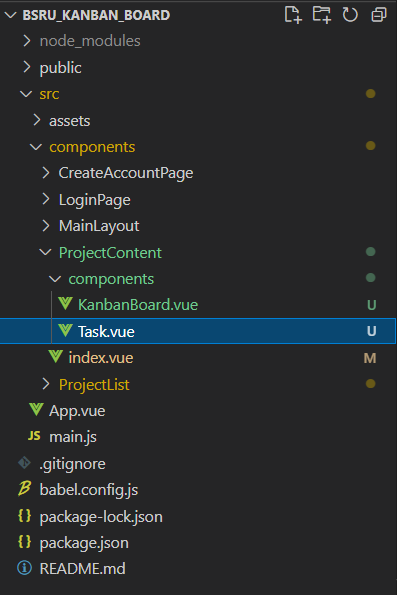 BSRU_KANBAN_BOARD
node_modules
public
src
assets
components
CreateAccountPage
LoginPage
MainLayout
ProjectContent
components
KanbanBoard.vue U
Task.vue U
index.vue M
ProjectList
App.vue
JS main.js
.gitignore
babel.config.js
{} package-lock.json
{} package.json
README.md